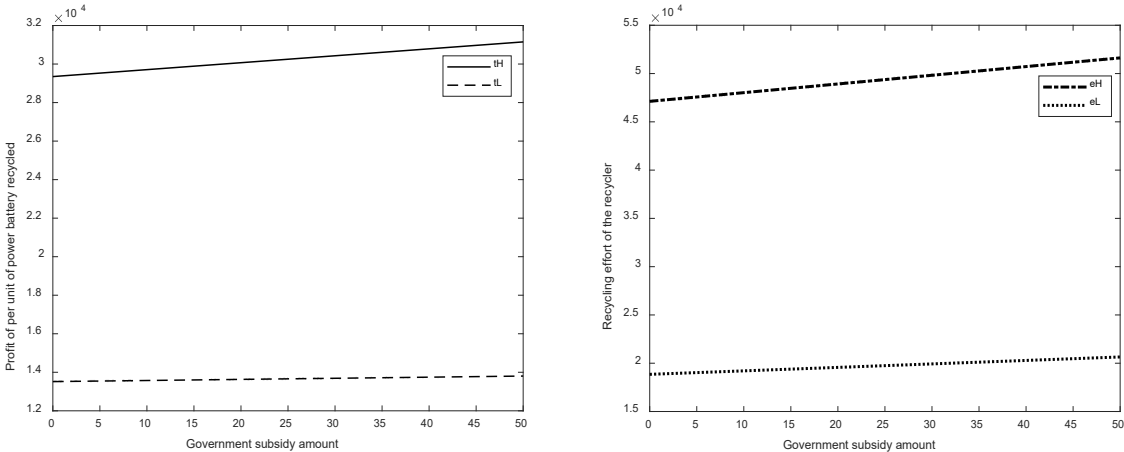 × 10 4
3.2
3
2.8
2.6
2.4
2.2
2
1.8
1.6
1.4
1.2
0 5 10 15 20 25 30 35 40 45 50
Government subsidy amount
Profit of per unit of power battery recycled
tH
tL
× 10 4
5.5
5
4.5
4
3.5
3
2.5
2
1.5
0 5 10 15 20 25 30 35 40 45 50
Government subsidy amount
Recycling effort of the recycler
eH
eL